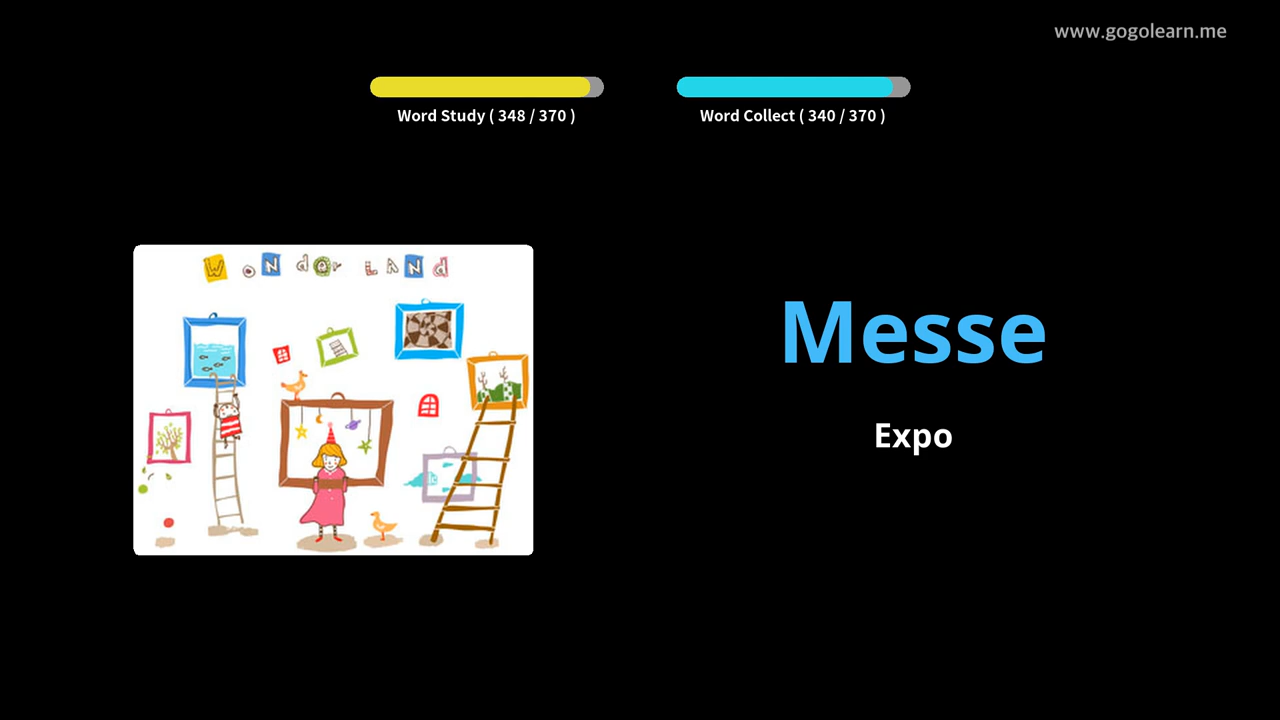 www.gogolearn.me
Word Study ( 348 / 370 )
Word Collect ( 340 / 370 )
WoNder LANd
Messe
Expo